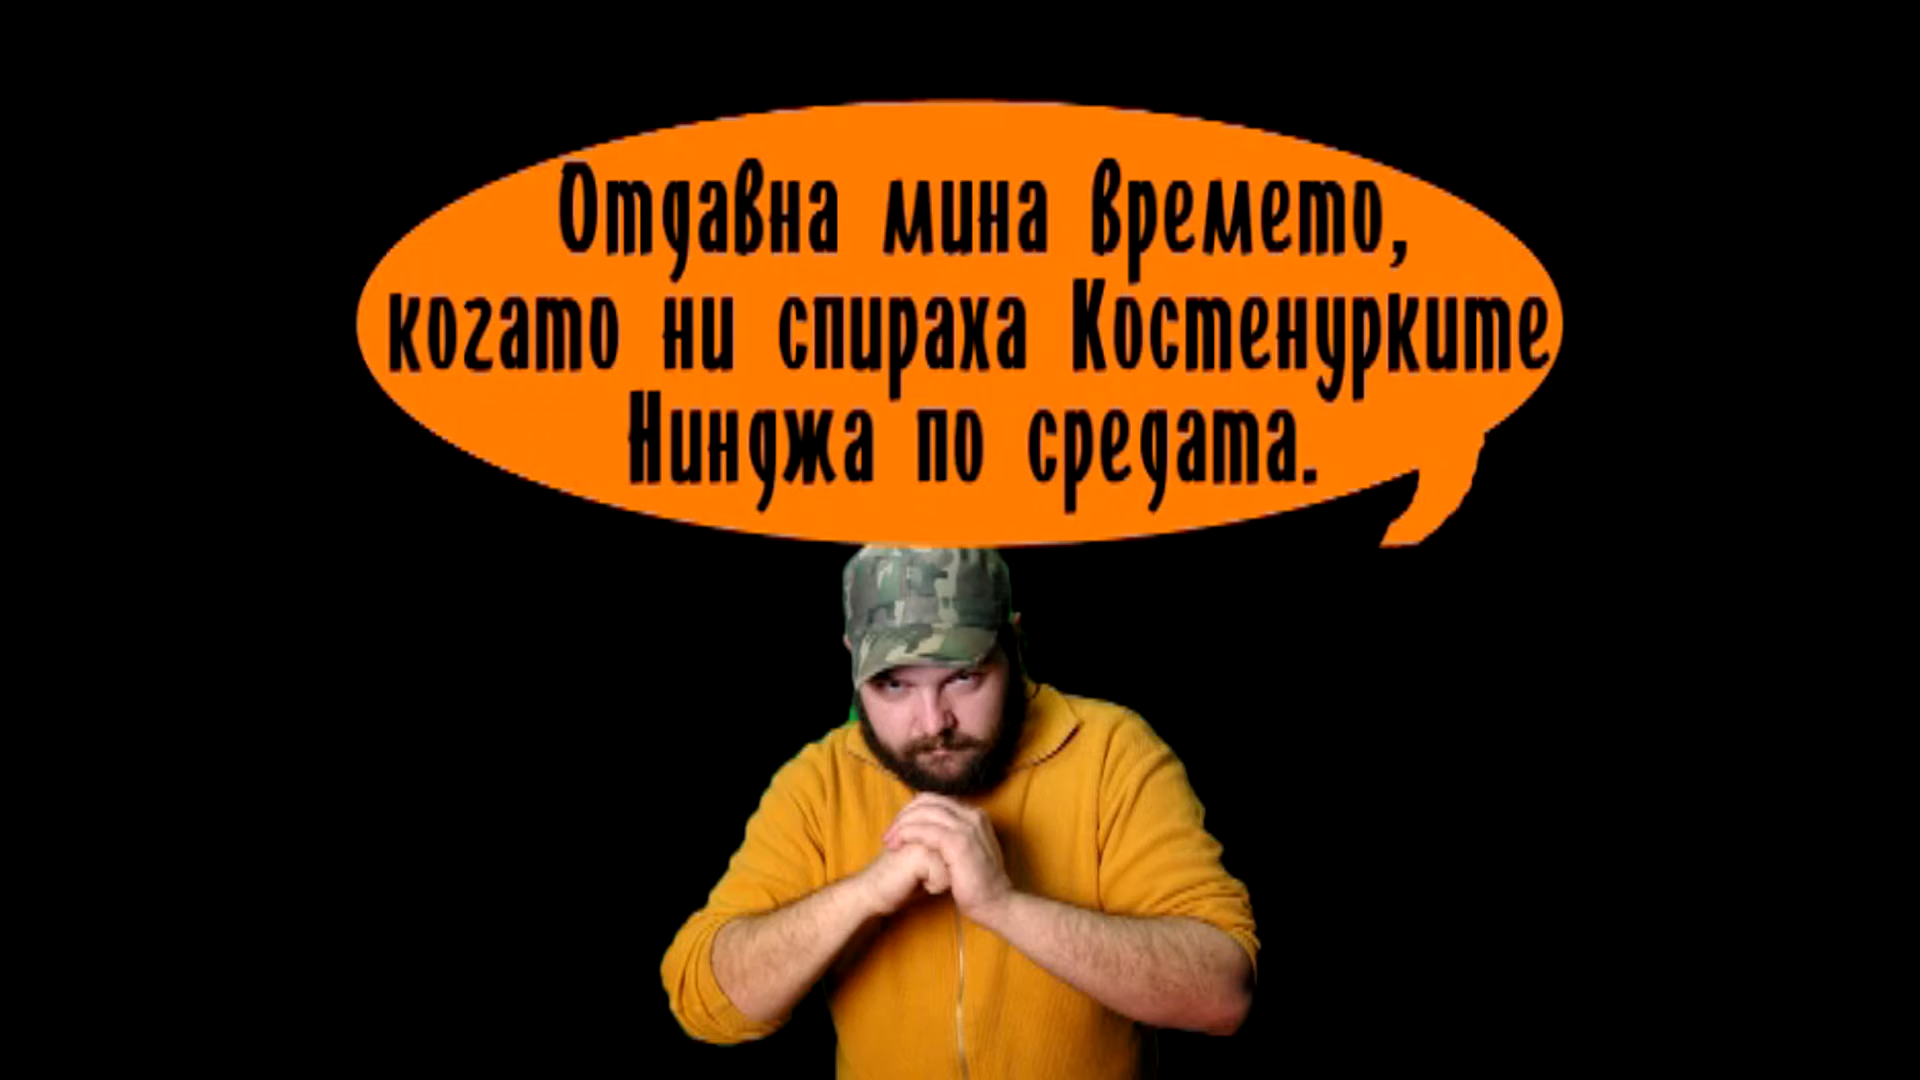 Отдавна мина времето,
когато ни спираха Костенурките
Нинджа по средата.